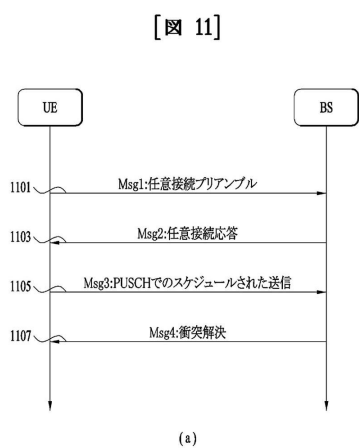 [図 11]
UE
BS
1101
Msg1:任意接続プリアンブル
1103
Msg2:任意接続応答
1105
Msg3:PUSCHでのスケジュールされた送信
1107
Msg4:衝突解決
(a)